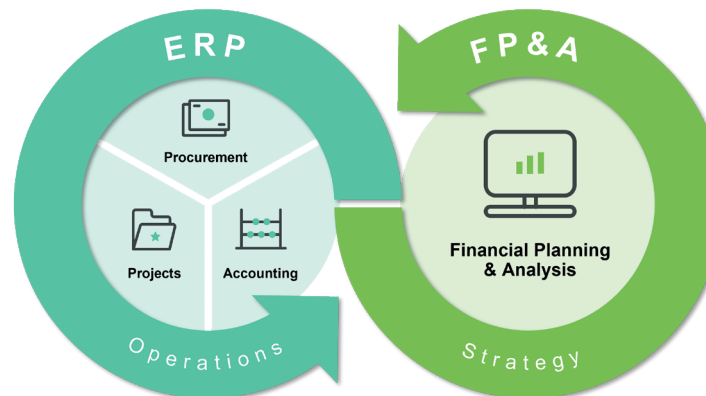 ERP
FP&A
Procurement
Projects
Accounting
Financial Planning
& Analysis
Operations
Strategy